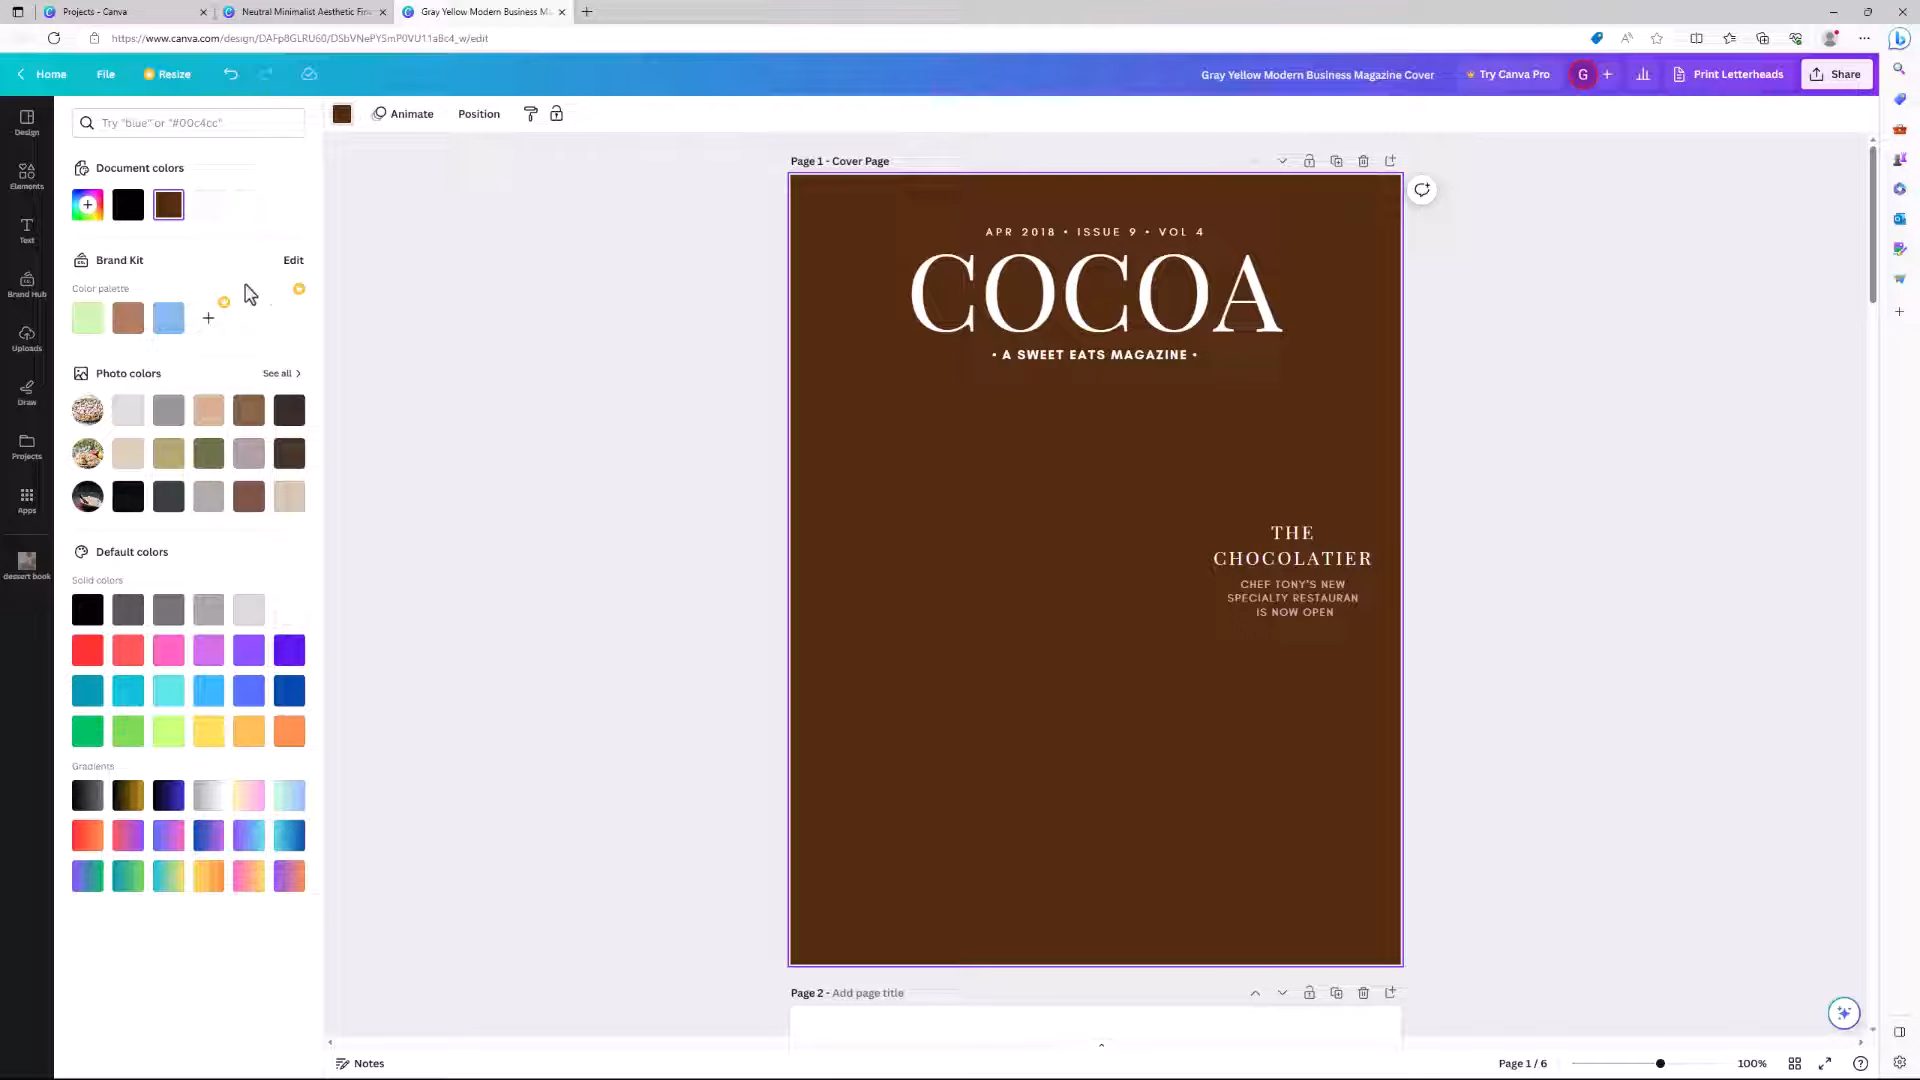 Projects - Canva
Neutral Minimalist Aesthetic Fin
Gray Yellow Modern Business M
https://www.canva.com/design/DAFp8GLRU60/DSbVNePYSmP0VU11a8c4_w/edit
Home
File
Resize
Gray Yellow Modern Business Magazine Cover
Try Canva Pro
G
Print Letterheads
Share
Design
Elements
Text
Brand Hub
Uploads
Draw
Projects
Apps
dessert book
Try "blue" or "#00c4cc"
Document colors
Brand Kit
Edit
Color palette
Photo colors
See all
Default colors
Solid colors
Gradients
Animate
Position
Page 1 - Cover Page
APR 2018 • ISSUE 9 • VOL 4
COCOA
• A SWEET EATS MAGAZINE •
THE
CHOCOLATIER
CHEF TONY'S NEW
SPECIALTY RESTAURAN
IS NOW OPEN
Page 2 - Add page title
Notes
Page 1 / 6
100%